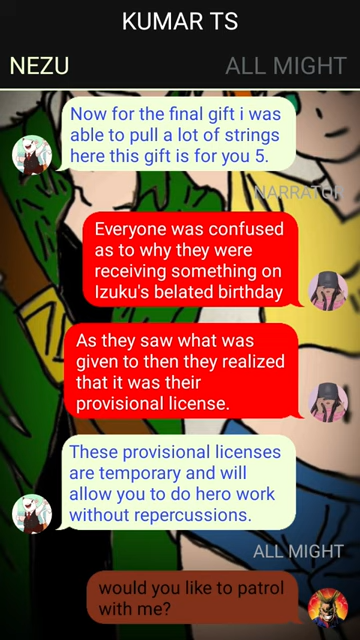 KUMAR TS
NEZU
ALL MIGHT
Now for the final gift i was
able to pull a lot of strings
here this gift is for you 5.
NARRATOR
Everyone was confused
as to why they were
receiving something on
Izuku's belated birthday
As they saw what was
given to then they realized
that it was their
provisional license.
These provisional licenses
are temporary and will
allow you to do hero work
without repercussions.
ALL MIGHT
would you like to patrol
with me?